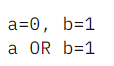 a=0, b=1
a OR b=1